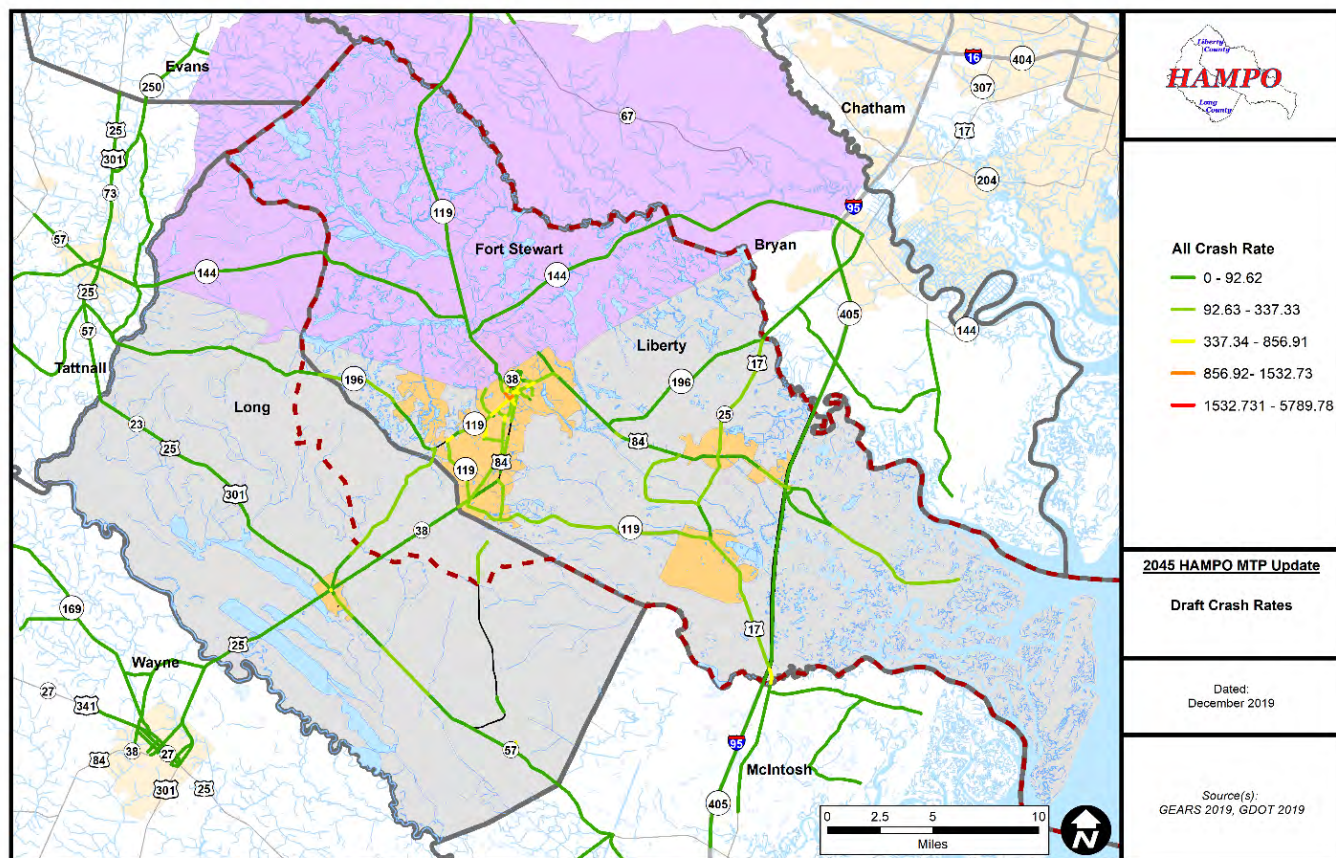 Evans
250
25
301
73
57
25
57
Tattnall
144
119
67
Fort Stewart
144
Chatham
16
404
307
17
204
95
Bryan
405
144
Liberty
17
38
196
196
25
84
119
119
84
119
Long
23
25
301
38
17
169
25
Wayne
27
341
38
27
84
301
25
57
95
McIntosh
405
0 2.5 5 10
Miles
N
Liberty
County
HAMPO
Long
County
All Crash Rate
0 - 92.62
92.63 - 337.33
337.34 - 856.91
856.92- 1532.73
1532.731 - 5789.78
2045 HAMPO MTP Update
Draft Crash Rates
Dated:
December 2019
Source(s):
GEARS 2019, GDOT 2019